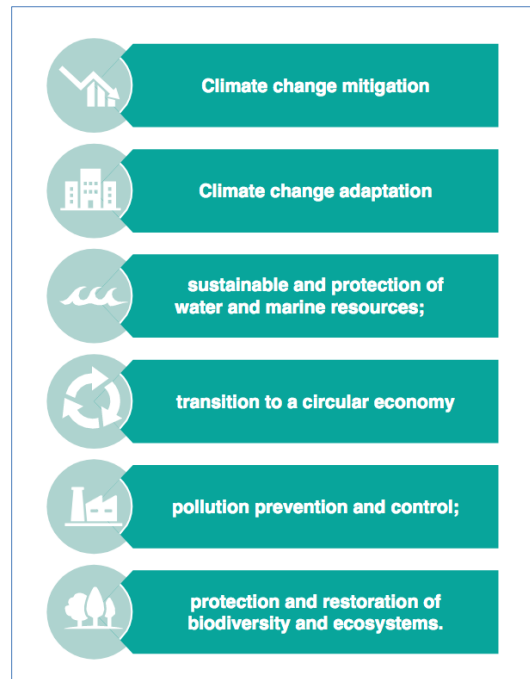 Climate change mitigation
Climate change adaptation
sustainable and protection of
water and marine resources;
transition to a circular economy
pollution prevention and control;
protection and restoration of
biodiversity and ecosystems.